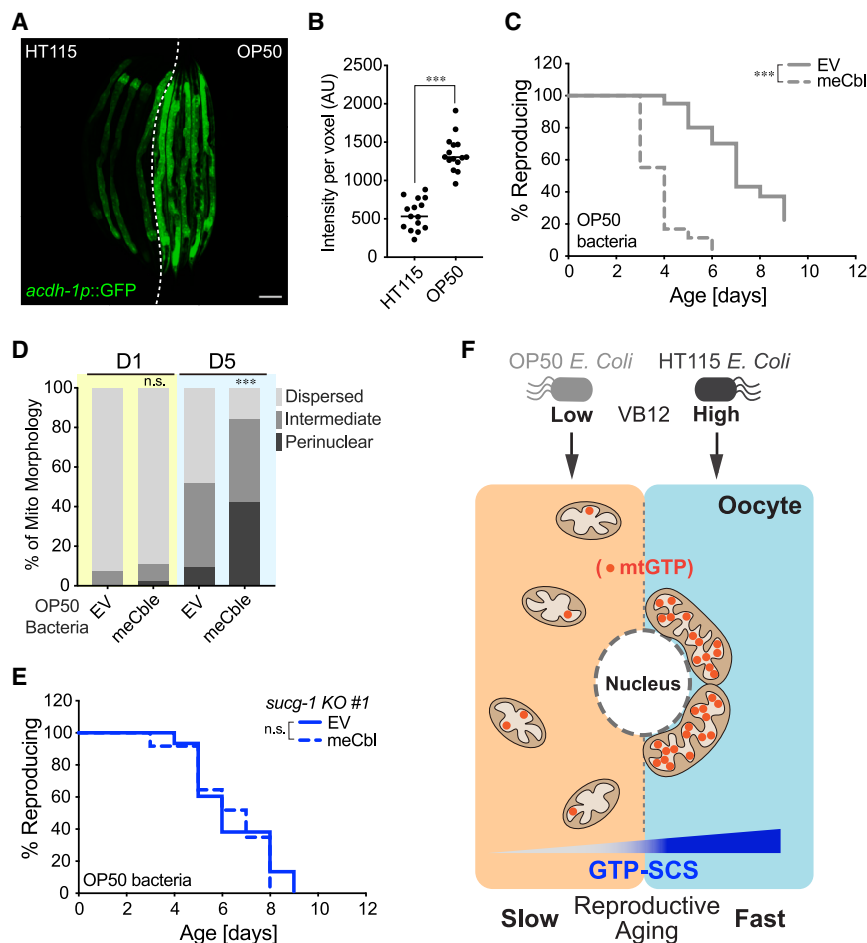 A
HT115
OP50
acdh-1p::GFP
B
Intensity per voxel (AU)
2500
2000
1500
1000
500
0
***
HT115
OP50
C
% Reproducing
120
100
80
60
40
20
0
*** EV
meCbl
OP50
bacteria
0 2 4 6 8 10 12
Age [days]
D
D1 D5
n.s. ***
% of Mito Morphology
100
80
60
40
20
0
Dispersed
Intermediate
Perinuclear
OP50
Bacteria
EV
meCble
EV
meCble
E
% Reproducing
120
100
80
60
40
20
0
sucg-1 KO #1
n.s. EV
meCbl
OP50 bacteria
0 2 4 6 8 10 12
Age [days]
F
OP50 E. Coli HT115 E. Coli
Low VB12 High
Oocyte
(• mtGTP)
Nucleus
GTP-SCS
Slow Reproductive Fast
Aging